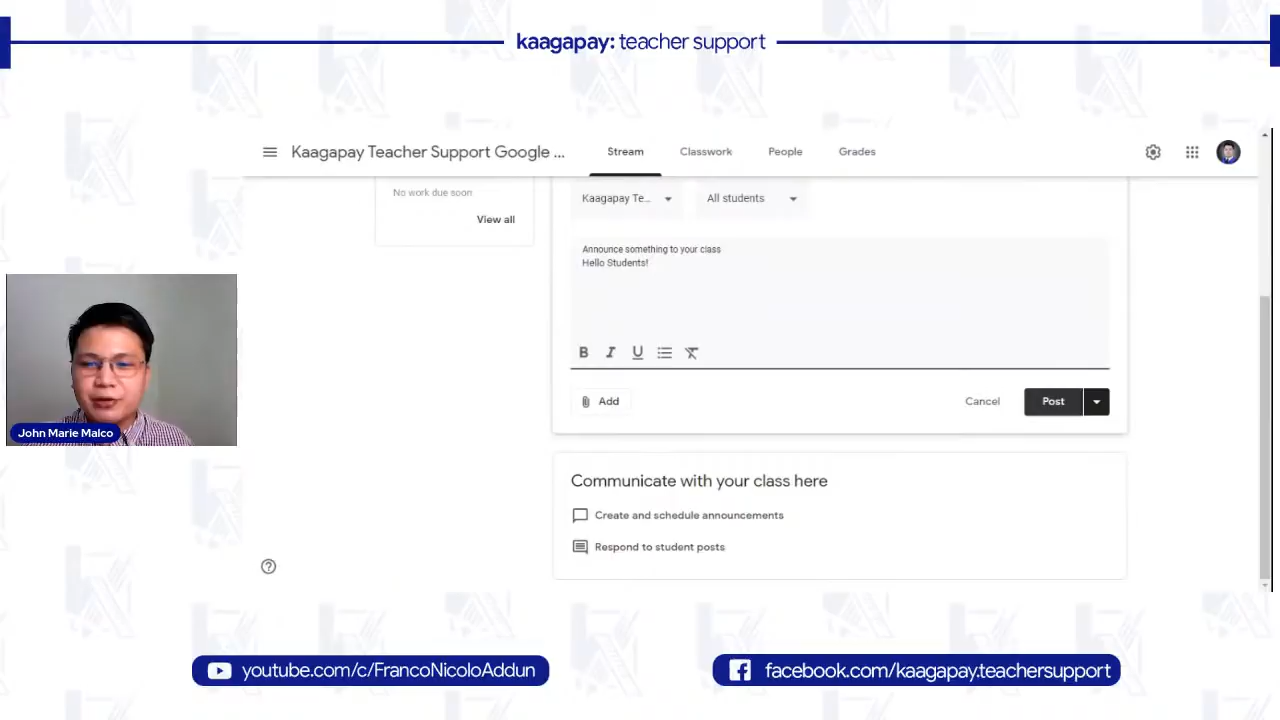 kaagapay: teacher support
Kaagapay Teacher Support Google ...
Stream
Classwork
People
Grades
No work due soon
View all
Kaagapay Te...
All students
Announce something to your class
Hello Students!
B I U
Add
Cancel
Post
John Marie Malco
Communicate with your class here
Create and schedule announcements
Respond to student posts
youtube.com/c/FrancoNicoloAddun
facebook.com/kaagapay.teachersupport